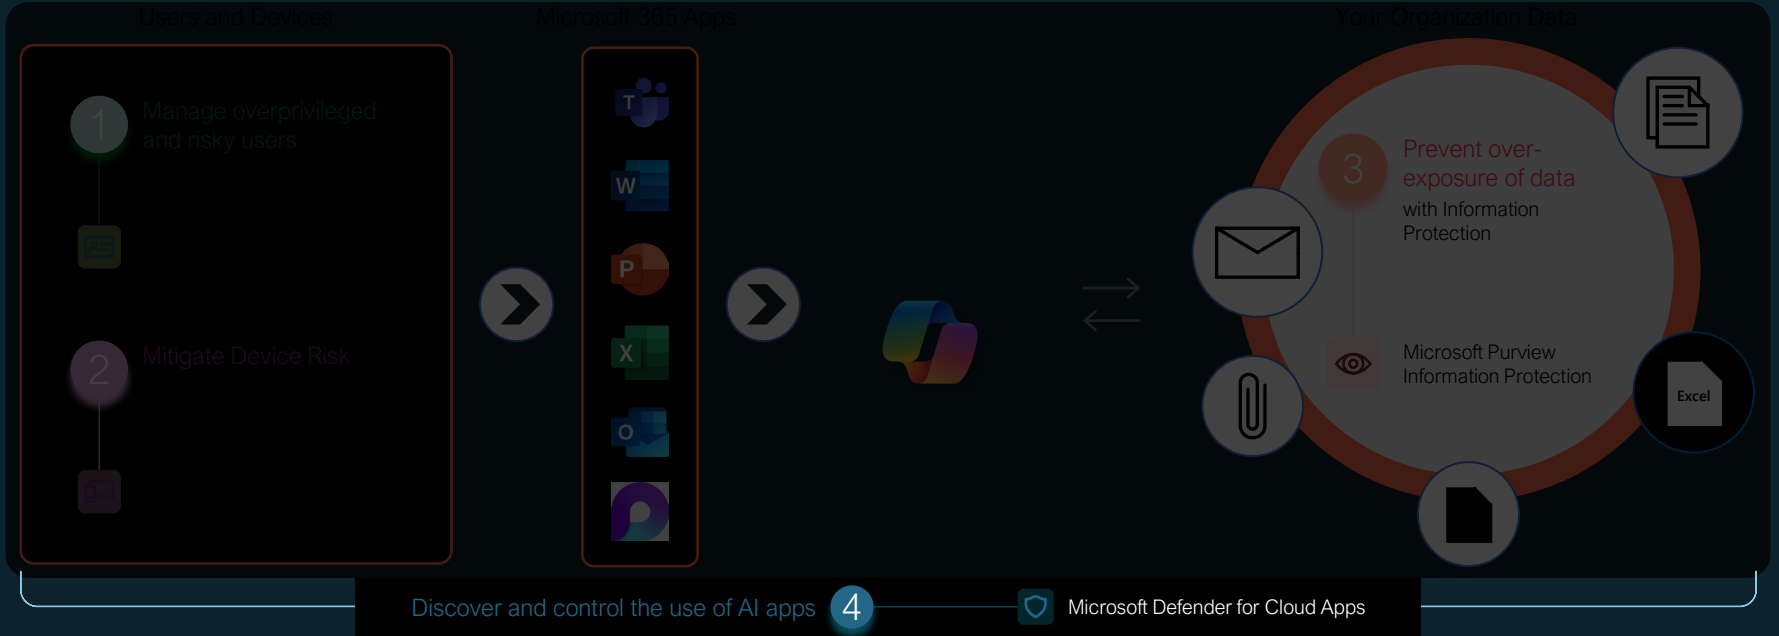 Users and Devices
Microsoft 365 Apps
Your Organization Data
1
Manage overprivileged
and risky users
2
Mitigate Device Risk
T
W
P
X
O
3
Prevent over-
exposure of data
with Information
Protection
Microsoft Purview
Information Protection
Excel
Discover and control the use of AI apps
4
Microsoft Defender for Cloud Apps